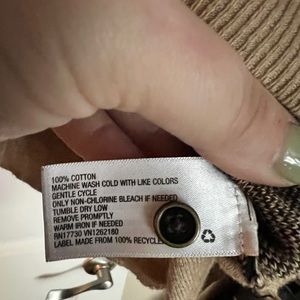 100% COTTON
MACHINE WASH COLD WITH LIKE COLORS
GENTLE CYCLE
ONLY NON-CHLORINE BLEACH IF NEEDED
TUMBLE DRY LOW
REMOVE PROMPTLY
WARM IRON IF NEEDED
RN17730 VN1262180
LABEL MADE FROM 100%